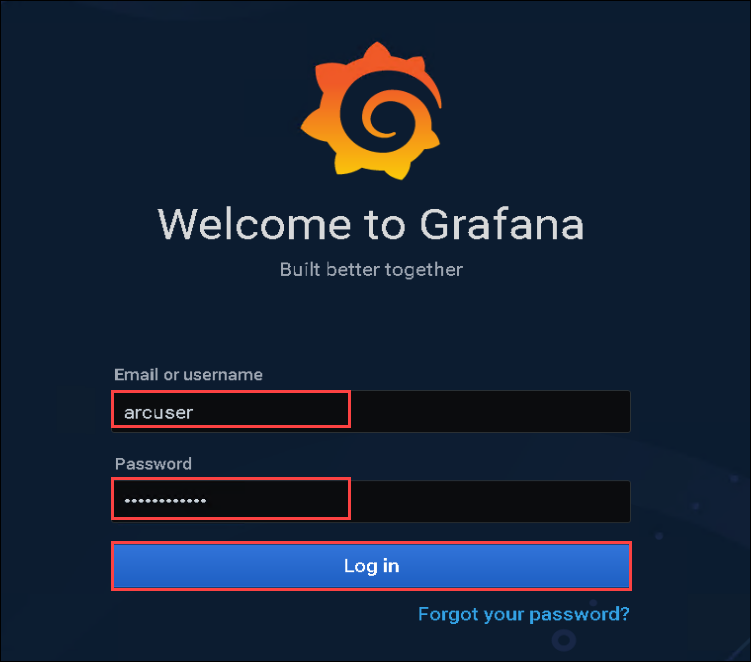 Welcome to Grafana
Built better together
Email or username
arcuser
Password
••••••••••••
Log in
Forgot your password?